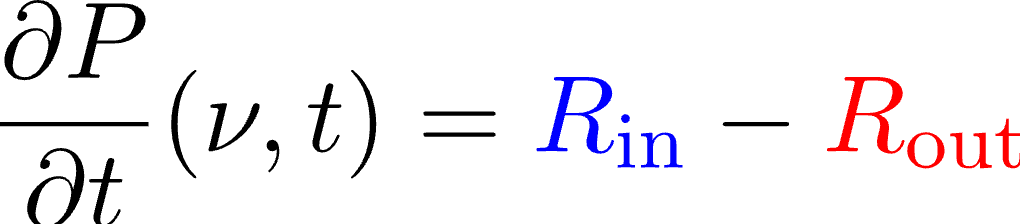 ∂P/∂t (ν, t) = R_in − R_out